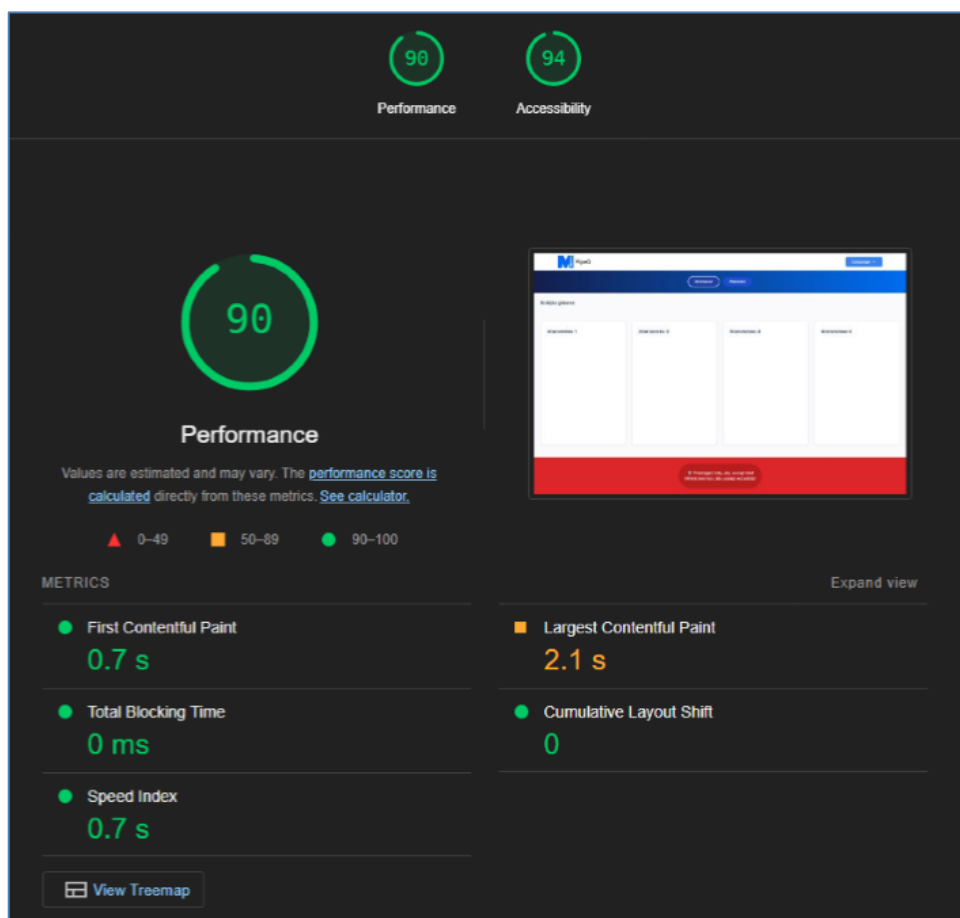 90
94
Performance
Accessibility
90
Performance
Values are estimated and may vary. The performance score is
calculated directly from these metrics. See calculator.
0–49
50–89
90–100
METRICS
Expand view
First Contentful Paint
0.7 s
Largest Contentful Paint
2.1 s
Total Blocking Time
0 ms
Cumulative Layout Shift
0
Speed Index
0.7 s
View Treemap